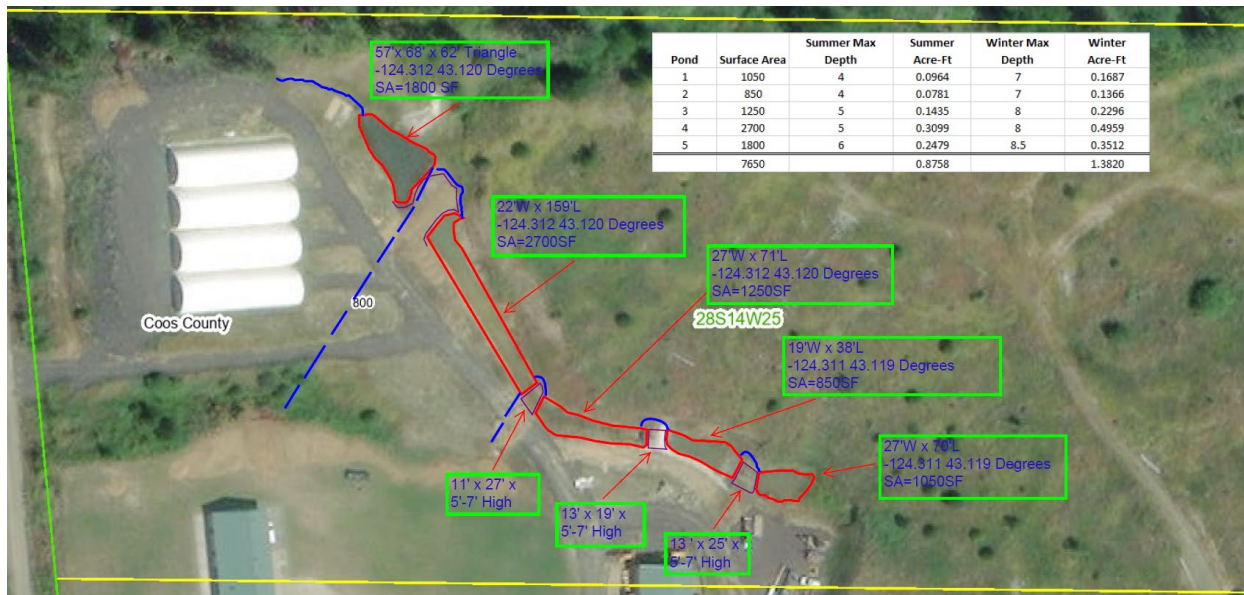 57'x 68' x 62' Triangle
-124.312 43.120 Degrees
SA=1800 SF
Pond Surface Area Summer Max Depth Summer Acre-Ft Winter Max Depth Winter Acre-Ft
1 1050 4 0.0964 7 0.1687
2 850 4 0.0781 7 0.1366
3 1250 5 0.1435 8 0.2296
4 2700 5 0.3099 8 0.4959
5 1800 6 0.2479 8.5 0.3512
7650 0.8758 1.3820
22'W x 159'L
-124.312 43.120 Degrees
SA=2700SF
27'W x 71'L
-124.312 43.120 Degrees
SA=1250SF
800
Coos County
28S14W25
19'W x 38'L
-124.311 43.119 Degrees
SA=850SF
27'W x 70'L
-124.311 43.119 Degrees
SA=1050SF
11' x 27' x
5'-7' High
13' x 19' x
5'-7' High
13 ' x 25' x
5'-7' High